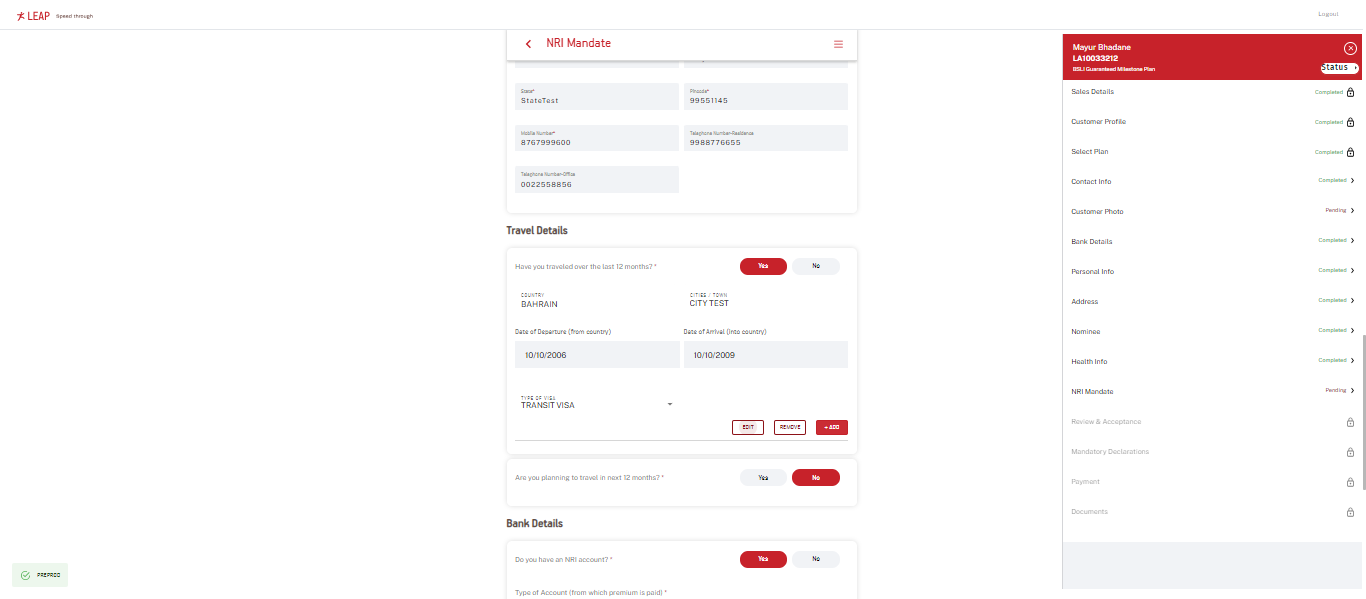 LEAP Speed through
Logout
NRI Mandate
State*
StateTest
Pincode*
99551145
Mobile Number*
8767999600
Telephone Number-Residence
9988776655
Telephone Number-Office
0022558856
Travel Details
Have you traveled over the last 12 months? *
Yes
No
COUNTRY
BAHRAIN
CITIES / TOWN
CITY TEST
Date of Departure (from country)
10/10/2006
Date of Arrival (into country)
10/10/2009
TYPE OF VISA
TRANSIT VISA
EDIT
REMOVE
+ ADD
Are you planning to travel in next 12 months? *
Yes
No
Bank Details
Do you have an NRI account? *
Yes
No
Type of Account (from which premium is paid) *
PREPROD
Mayur Bhadane
LA10033212
BSLI Guaranteed Milestone Plan
Status
Sales Details
Completed
Customer Profile
Completed
Select Plan
Completed
Contact Info
Completed
Customer Photo
Pending
Bank Details
Completed
Personal Info
Completed
Address
Completed
Nominee
Completed
Health Info
Completed
NRI Mandate
Pending
Review & Acceptance
Mandatory Declarations
Payment
Documents